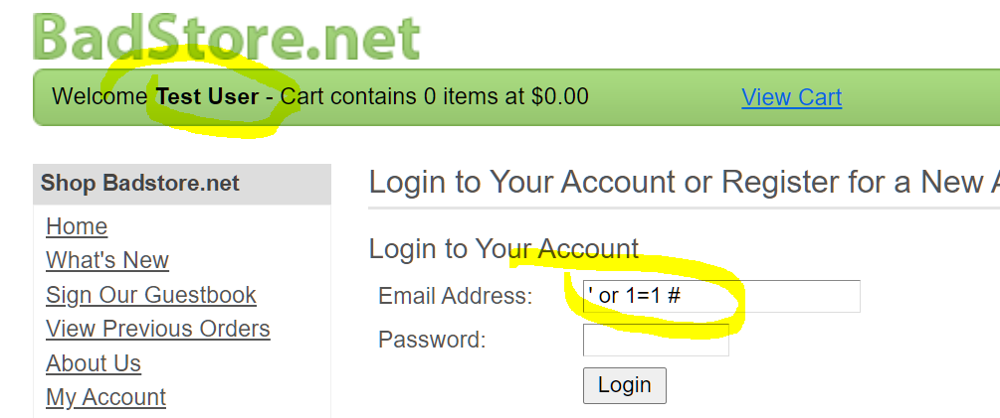 BadStore.net
Welcome Test User - Cart contains 0 items at $0.00 View Cart
Shop Badstore.net
Home
What's New
Sign Our Guestbook
View Previous Orders
About Us
My Account
Login to Your Account or Register for a New A
Login to Your Account
Email Address: ' or 1=1 #
Password:
Login